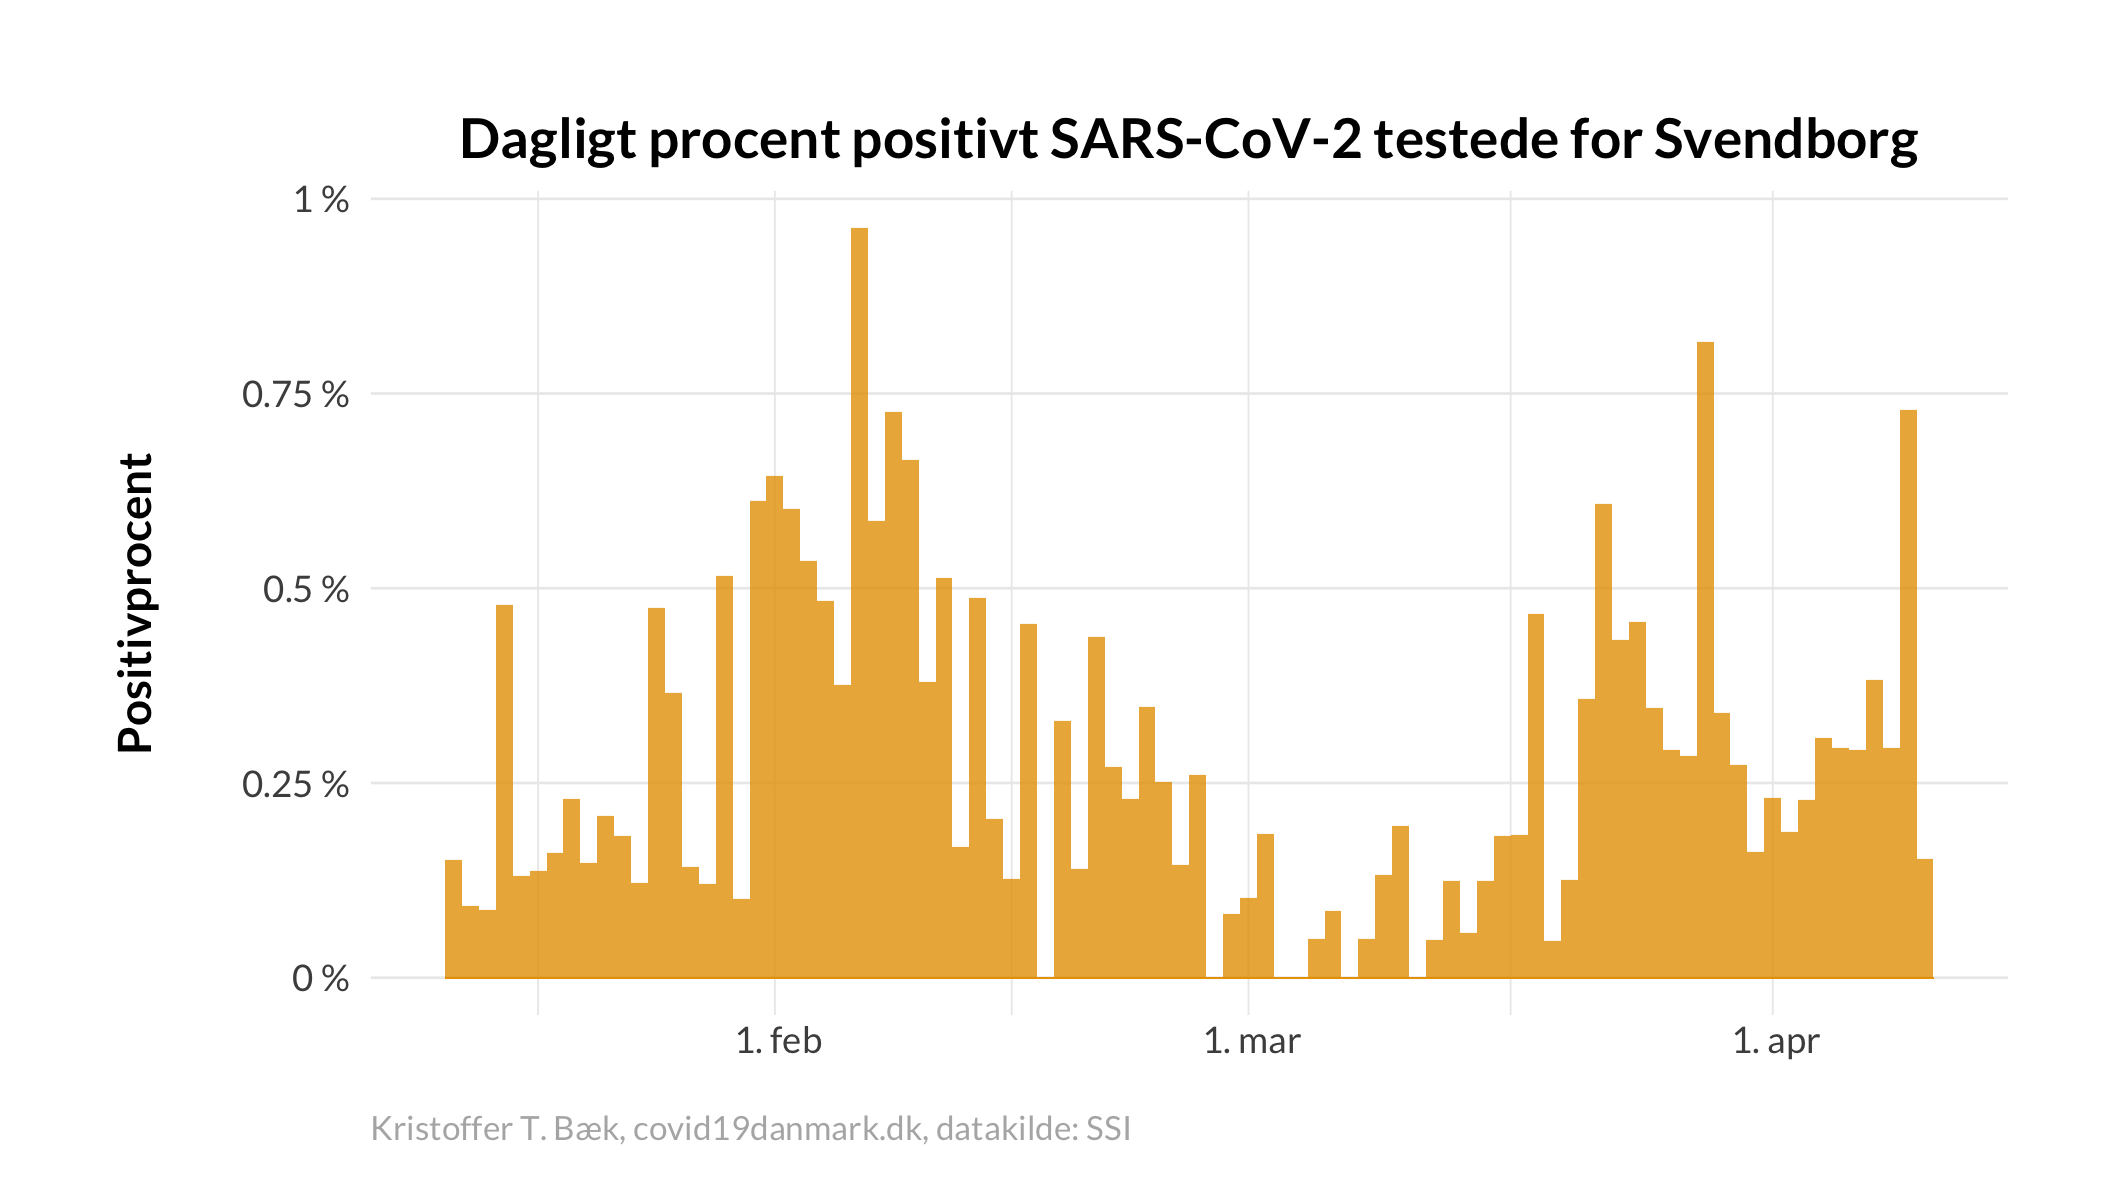 Dagligt procent positivt SARS-CoV-2 testede for Svendborg
Positivprocent
1 %
0.75 %
0.5 %
0.25 %
0 %
1. feb
1. mar
1. apr
Kristoffer T. Bæk, covid19danmark.dk, datakilde: SSI